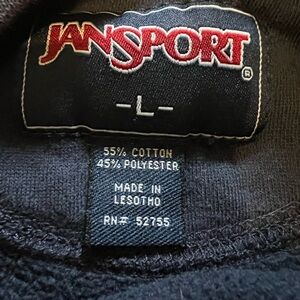 JANSPORT®
-L-
55% COTTON
45% POLYESTER
MADE IN
LESOTHO
RN# 52755